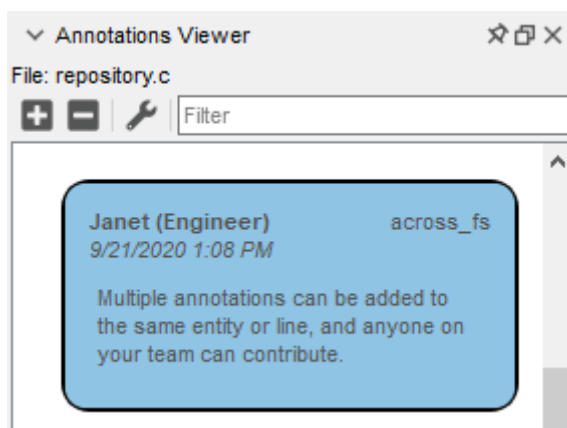 Annotations Viewer
File: repository.c
Filter
Janet (Engineer) across_fs
9/21/2020 1:08 PM
Multiple annotations can be added to
the same entity or line, and anyone on
your team can contribute.